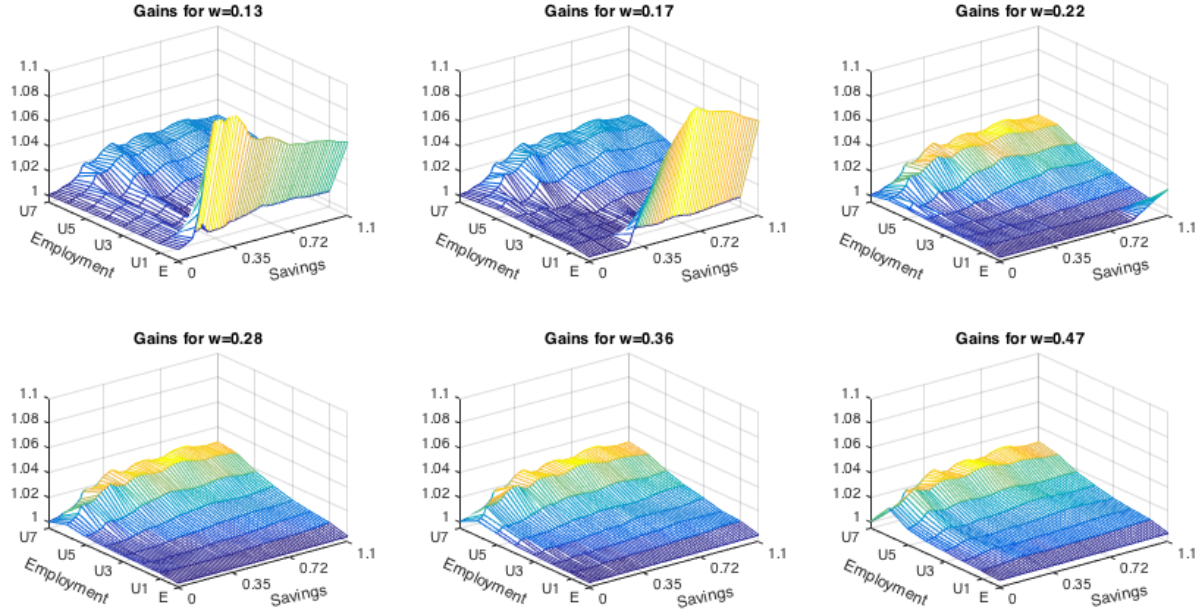 Gains for w=0.13
1.1
1.08
1.06
1.04
1.02
1
U7
U5
U3
U1
E
Employment
0
0.35
0.72
1.1
Savings
Gains for w=0.17
1.1
1.08
1.06
1.04
1.02
1
U7
U5
U3
U1
E
Employment
0
0.35
0.72
1.1
Savings
Gains for w=0.22
1.1
1.08
1.06
1.04
1.02
1
U7
U5
U3
U1
E
Employment
0
0.35
0.72
1.1
Savings
Gains for w=0.28
1.1
1.08
1.06
1.04
1.02
1
U7
U5
U3
U1
E
Employment
0
0.35
0.72
1.1
Savings
Gains for w=0.36
1.1
1.08
1.06
1.04
1.02
1
U7
U5
U3
U1
E
Employment
0
0.35
0.72
1.1
Savings
Gains for w=0.47
1.1
1.08
1.06
1.04
1.02
1
U7
U5
U3
U1
E
Employment
0
0.35
0.72
1.1
Savings